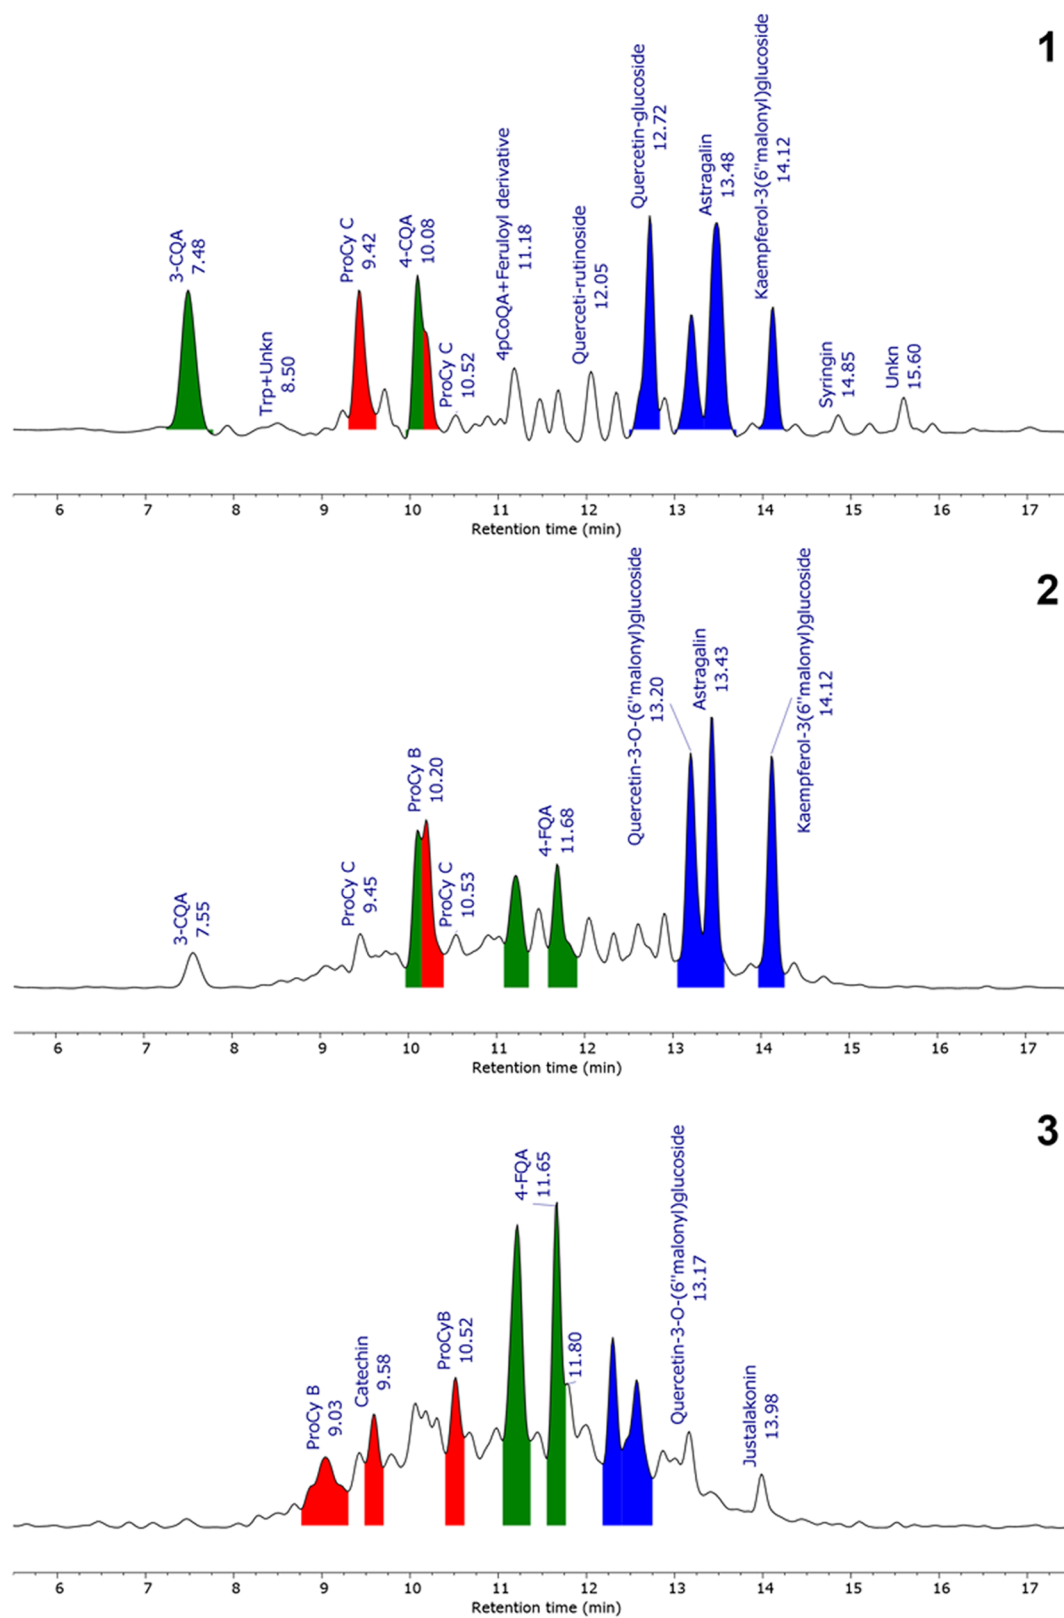 1
3-CQA
7.48
Trp+Unkn
8.50
ProCy C
9.42
4-CQA
10.08
ProCy C
10.52
4pCoQA+Feruloyl derivative
11.18
Querceti-rutinoside
12.05
Quercetin-glucoside
12.72
Astragalin
13.48
Kaempferol-3(6"malonyl)glucoside
14.12
Syringin
14.85
Unkn
15.60
6 7 8 9 10 11 12 13 14 15 16 17
Retention time (min)
2
3-CQA
7.55
ProCy C
9.45
ProCy B
10.20
ProCy C
10.53
4-FQA
11.68
Quercetin-3-O-(6"malonyl)glucoside
13.20
Astragalin
13.43
Kaempferol-3(6"malonyl)glucoside
14.12
6 7 8 9 10 11 12 13 14 15 16 17
Retention time (min)
3
ProCy B
9.03
Catechin
9.58
ProCyB
10.52
4-FQA
11.65
11.80
Quercetin-3-O-(6"malonyl)glucoside
13.17
Justalakonin
13.98
6 7 8 9 10 11 12 13 14 15 16 17
Retention time (min)